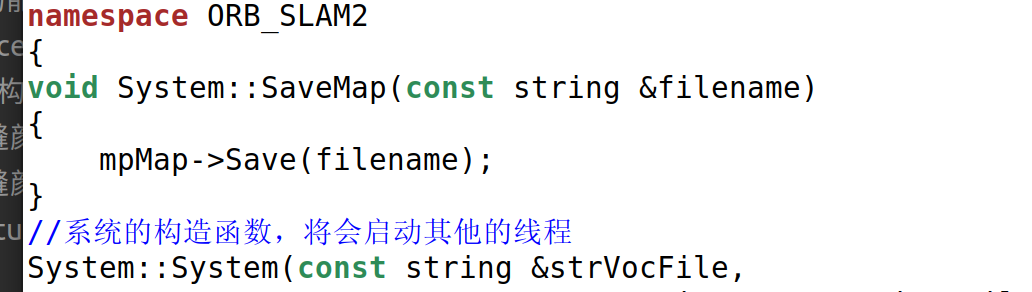 namespace ORB_SLAM2
{
void System::SaveMap(const string &filename)
{
    mpMap->Save(filename);
}
//系统的构造函数，将会启动其他的线程
System::System(const string &strVocFile,